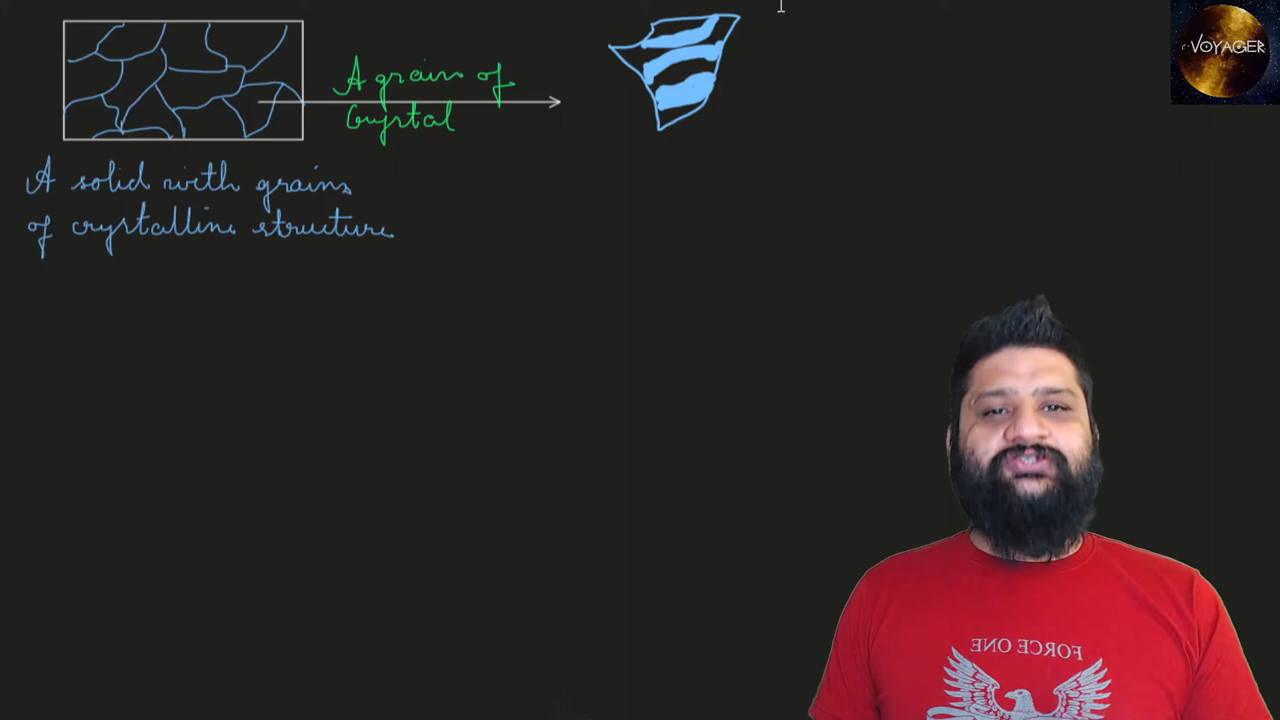 A grain of
Crystal
e-VOYAGER
A solid with grains
of crystalline structure
FORCE ONE